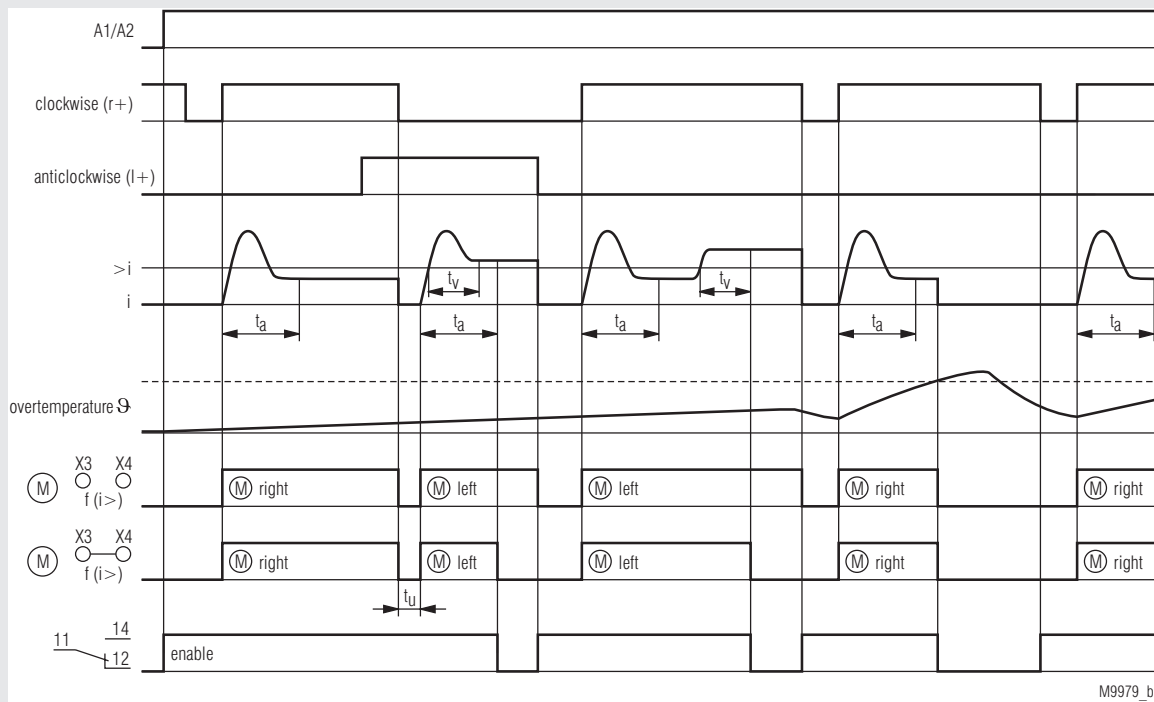 A1/A2
clockwise (r+)
anticlockwise (l+)
>i
tv tv
i
ta ta ta ta ta
overtemperature ϑ
X3 X4
M M right M left M left M right M right
f (i>)
X3 X4
M M right M left M left M right M right
f (i>)
tu
14
11 enable
12
M9979_b